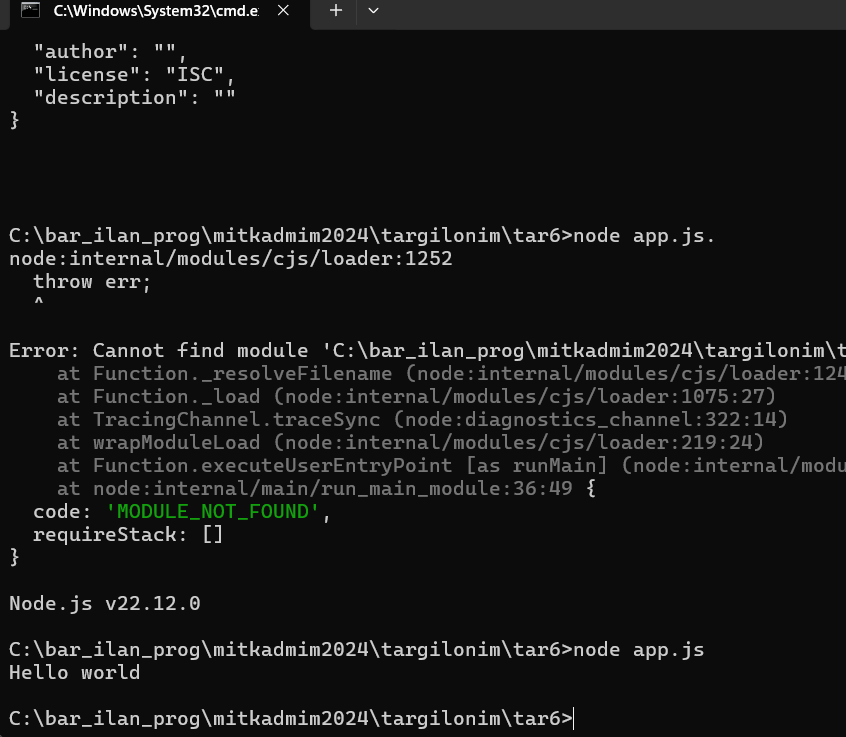 C:\Windows\System32\cmd.e
"author": "",
"license": "ISC",
"description": ""
}
C:\bar_ilan_prog\mitkadmim2024\targilonim\tar6>node app.js.
node:internal/modules/cjs/loader:1252
throw err;
^
Error: Cannot find module 'C:\bar_ilan_prog\mitkadmim2024\targilonim\t
at Function._resolveFilename (node:internal/modules/cjs/loader:124
at Function._load (node:internal/modules/cjs/loader:1075:27)
at TracingChannel.traceSync (node:diagnostics_channel:322:14)
at wrapModuleLoad (node:internal/modules/cjs/loader:219:24)
at Function.executeUserEntryPoint [as runMain] (node:internal/modu
at node:internal/main/run_main_module:36:49 {
code: 'MODULE_NOT_FOUND',
requireStack: []
}
Node.js v22.12.0
C:\bar_ilan_prog\mitkadmim2024\targilonim\tar6>node app.js
Hello world
C:\bar_ilan_prog\mitkadmim2024\targilonim\tar6>